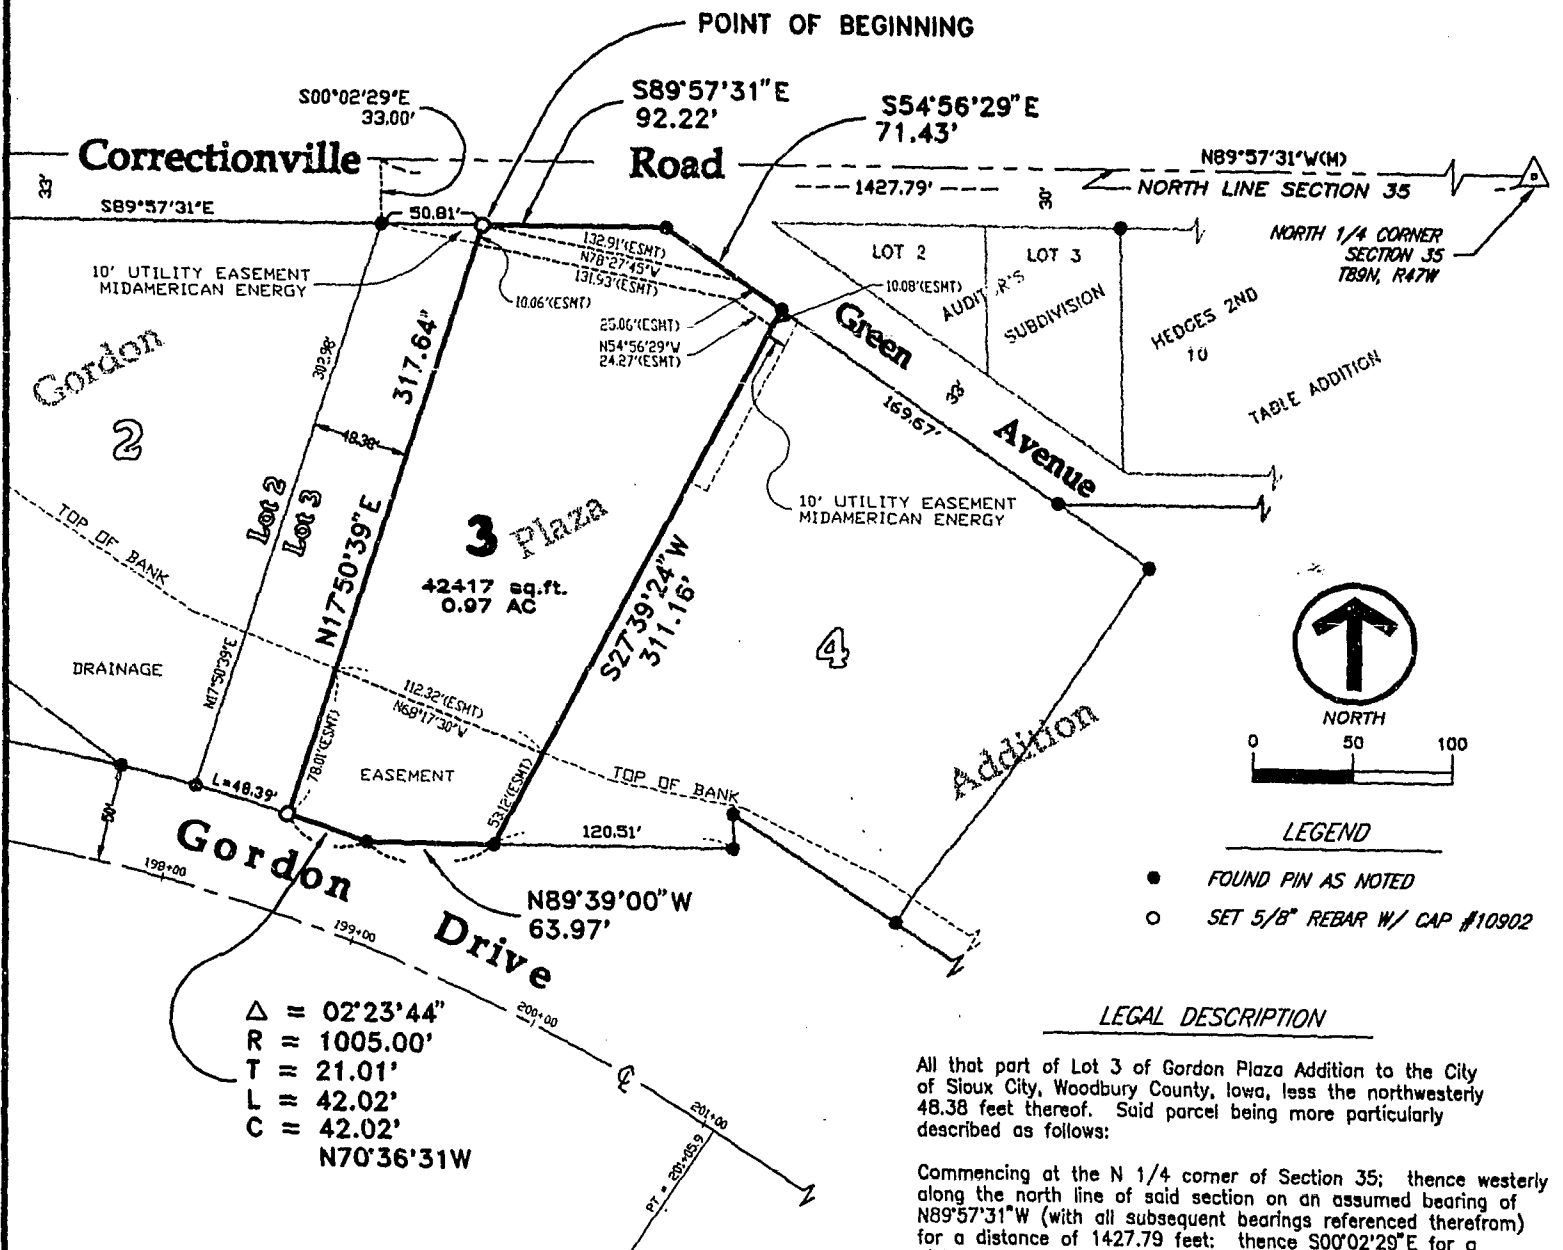 POINT OF BEGINNING
S00°02'29"E
33.00'
S89°57'31"E
92.22'
S54°56'29"E
71.43'
Correctionville Road
N89°57'31"W(M)
1427.79'
NORTH LINE SECTION 35
33'
30'
S89°57'31"E
50.81'
NORTH 1/4 CORNER
SECTION 35
T89N, R47W
10' UTILITY EASEMENT
MIDAMERICAN ENERGY
132.91'(ESMT)
N78°27'45"W
131.93'(ESMT)
10.06'(ESMT)
10.08'(ESMT)
25.06'(ESMT)
N54°56'29"W
24.27'(ESMT)
LOT 2
LOT 3
AUDITOR'S
SUBDIVISION
HEDGES 2ND
10
TABLE ADDITION
Green
33'
Avenue
169.67'
Gordon
2
302.98'
317.64"
48.38'
Lot 2
Lot 3
N17°50'39"E
3
Plaza
42417 sq.ft.
0.97 AC
S27°39'24"W
311.16'
10' UTILITY EASEMENT
MIDAMERICAN ENERGY
TOP OF BANK
DRAINAGE
N17°50'39"E
4
112.32'(ESMT)
N68°17'30"W
78.01'(ESMT)
EASEMENT
53.12'(ESMT)
TOP OF BANK
Addition
NORTH
0 50 100
L=48.39'
50'
120.51'
Gordon
Drive
198+00
199+00
200+00
201+00
PT = 201+05.9
N89°39'00"W
63.97'
LEGEND
FOUND PIN AS NOTED
SET 5/8" REBAR W/ CAP #10902
Δ = 02°23'44"
R = 1005.00'
T = 21.01'
L = 42.02'
C = 42.02'
N70°36'31W
LEGAL DESCRIPTION
All that part of Lot 3 of Gordon Plaza Addition to the City
of Sioux City, Woodbury County, Iowa, less the northwesterly
48.38 feet thereof. Said parcel being more particularly
described as follows:
Commencing at the N 1/4 corner of Section 35; thence westerly
along the north line of said section on an assumed bearing of
N89°57'31"W (with all subsequent bearings referenced therefrom)
for a distance of 1427.79 feet; thence S00°02'29"E for a